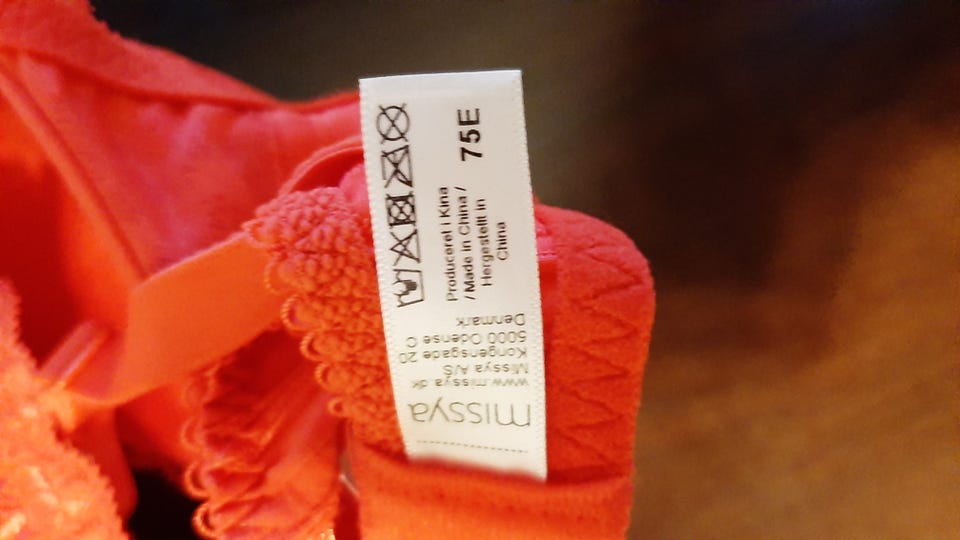 75E
Produceret i Kina
/ Made in China /
Hergestellt in
China
missya
www.missya.dk
Missya A/S
Kongensgade 20
5000 Odense C
Denmark